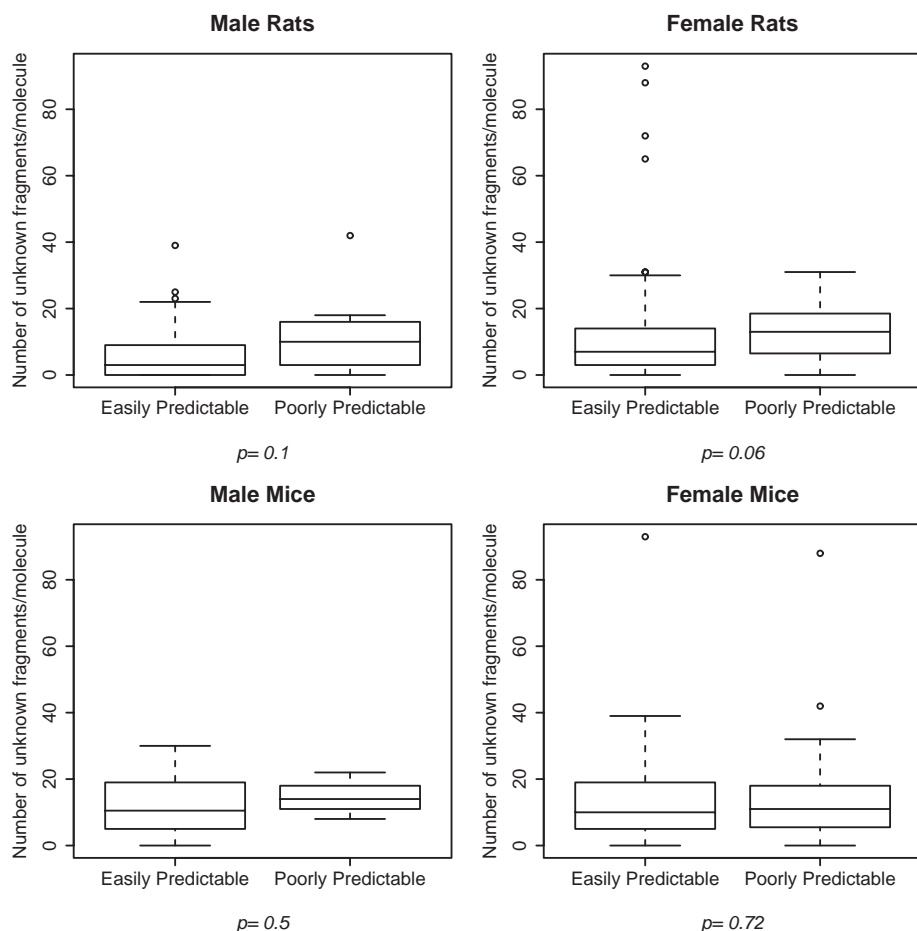 Male Rats
Number of unknown fragments/molecule
0 20 40 60 80
Easily Predictable Poorly Predictable
p= 0.1
Female Rats
Number of unknown fragments/molecule
0 20 40 60 80
Easily Predictable Poorly Predictable
p= 0.06
Male Mice
Number of unknown fragments/molecule
0 20 40 60 80
Easily Predictable Poorly Predictable
p= 0.5
Female Mice
Number of unknown fragments/molecule
0 20 40 60 80
Easily Predictable Poorly Predictable
p= 0.72